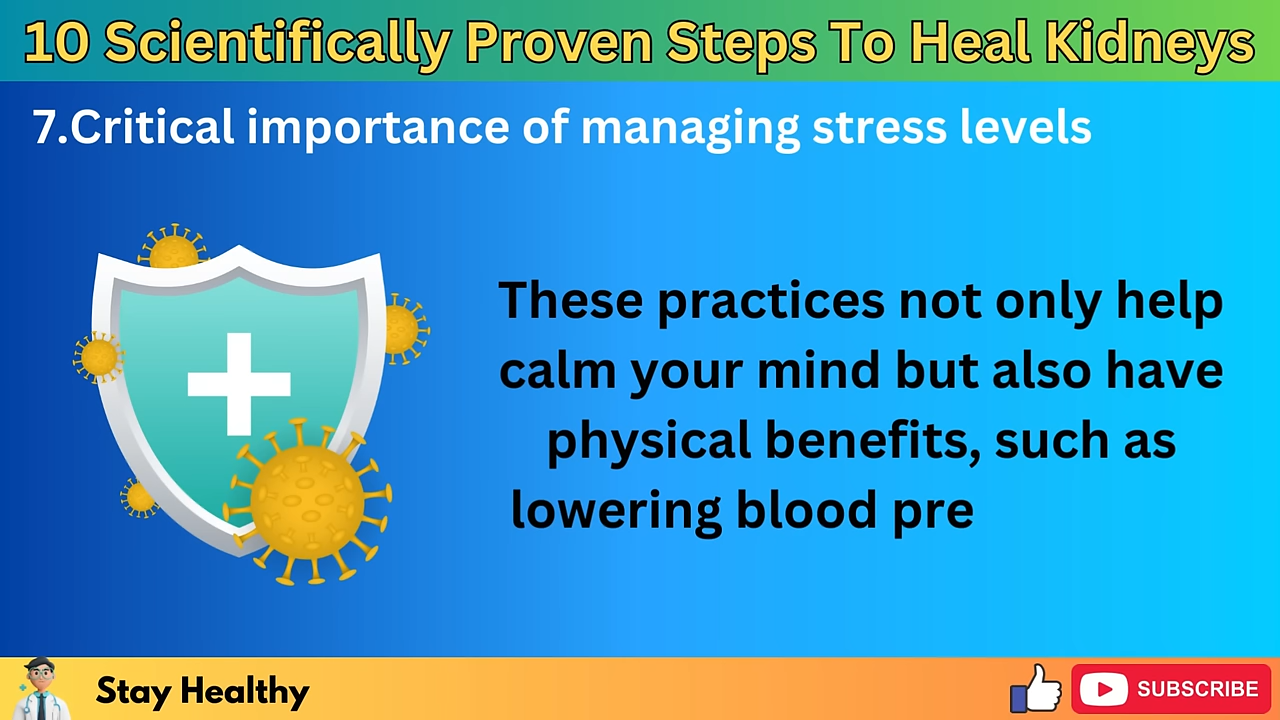 10 Scientifically Proven Steps To Heal Kidneys
7.Critical importance of managing stress levels
These practices not only help
calm your mind but also have
physical benefits, such as
lowering blood pre
Stay Healthy
SUBSCRIBE